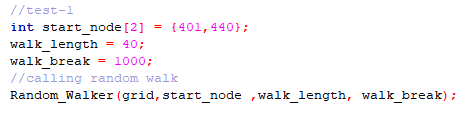 //test-1
int start_node[2] = {401,440};
walk_length = 40;
walk_break = 1000;
//calling random walk
Random_Walker(grid,start_node ,walk_length, walk_break);